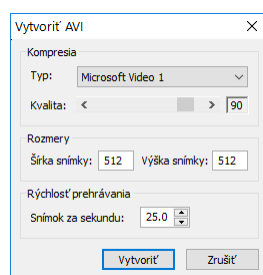 Vytvoriť AVI
Kompresia
Typ: Microsoft Video 1
Kvalita: 90
Rozmery
Šírka snímky: 512 Výška snímky: 512
Rýchlosť prehrávania
Snímok za sekundu: 25.0
Vytvoriť Zrušiť